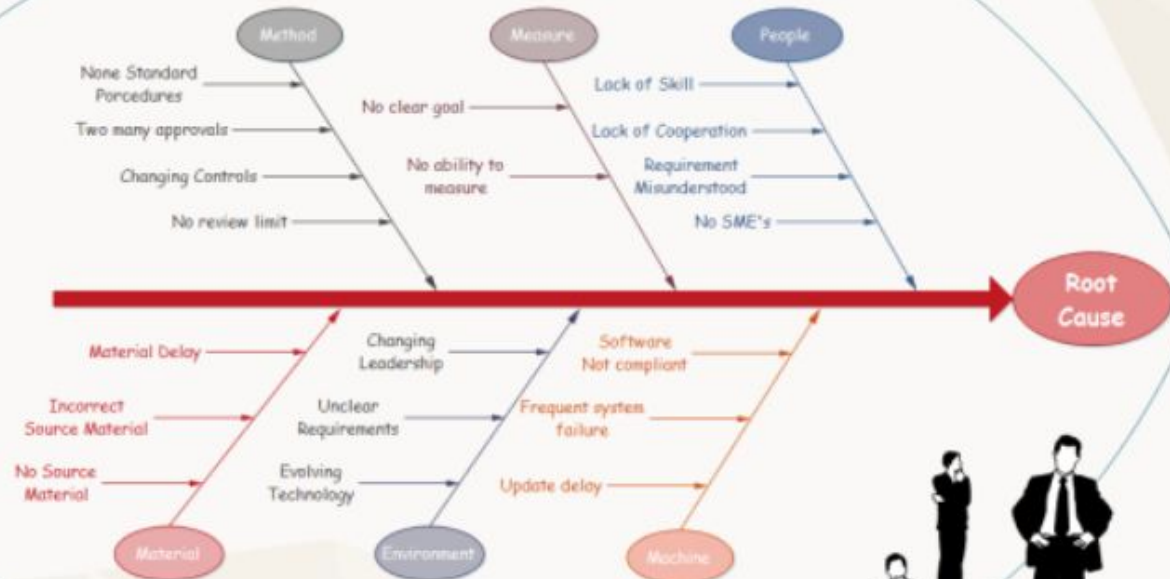 Method
Measure
People
None Standard
Porcedures
Two many approvals
Changing Controls
No review limit
No clear goal
No ability to
measure
Lack of Skill
Lack of Cooperation
Requirement
Misunderstood
No SME"s
Root
Cause
Material Delay
Incorrect
Source Material
No Source
Material
Changing
Leadership
Unclear
Requirements
Evolving
Technology
Software
Not compliant
Frequent system
failure
Update delay
Material
Environment
Machine